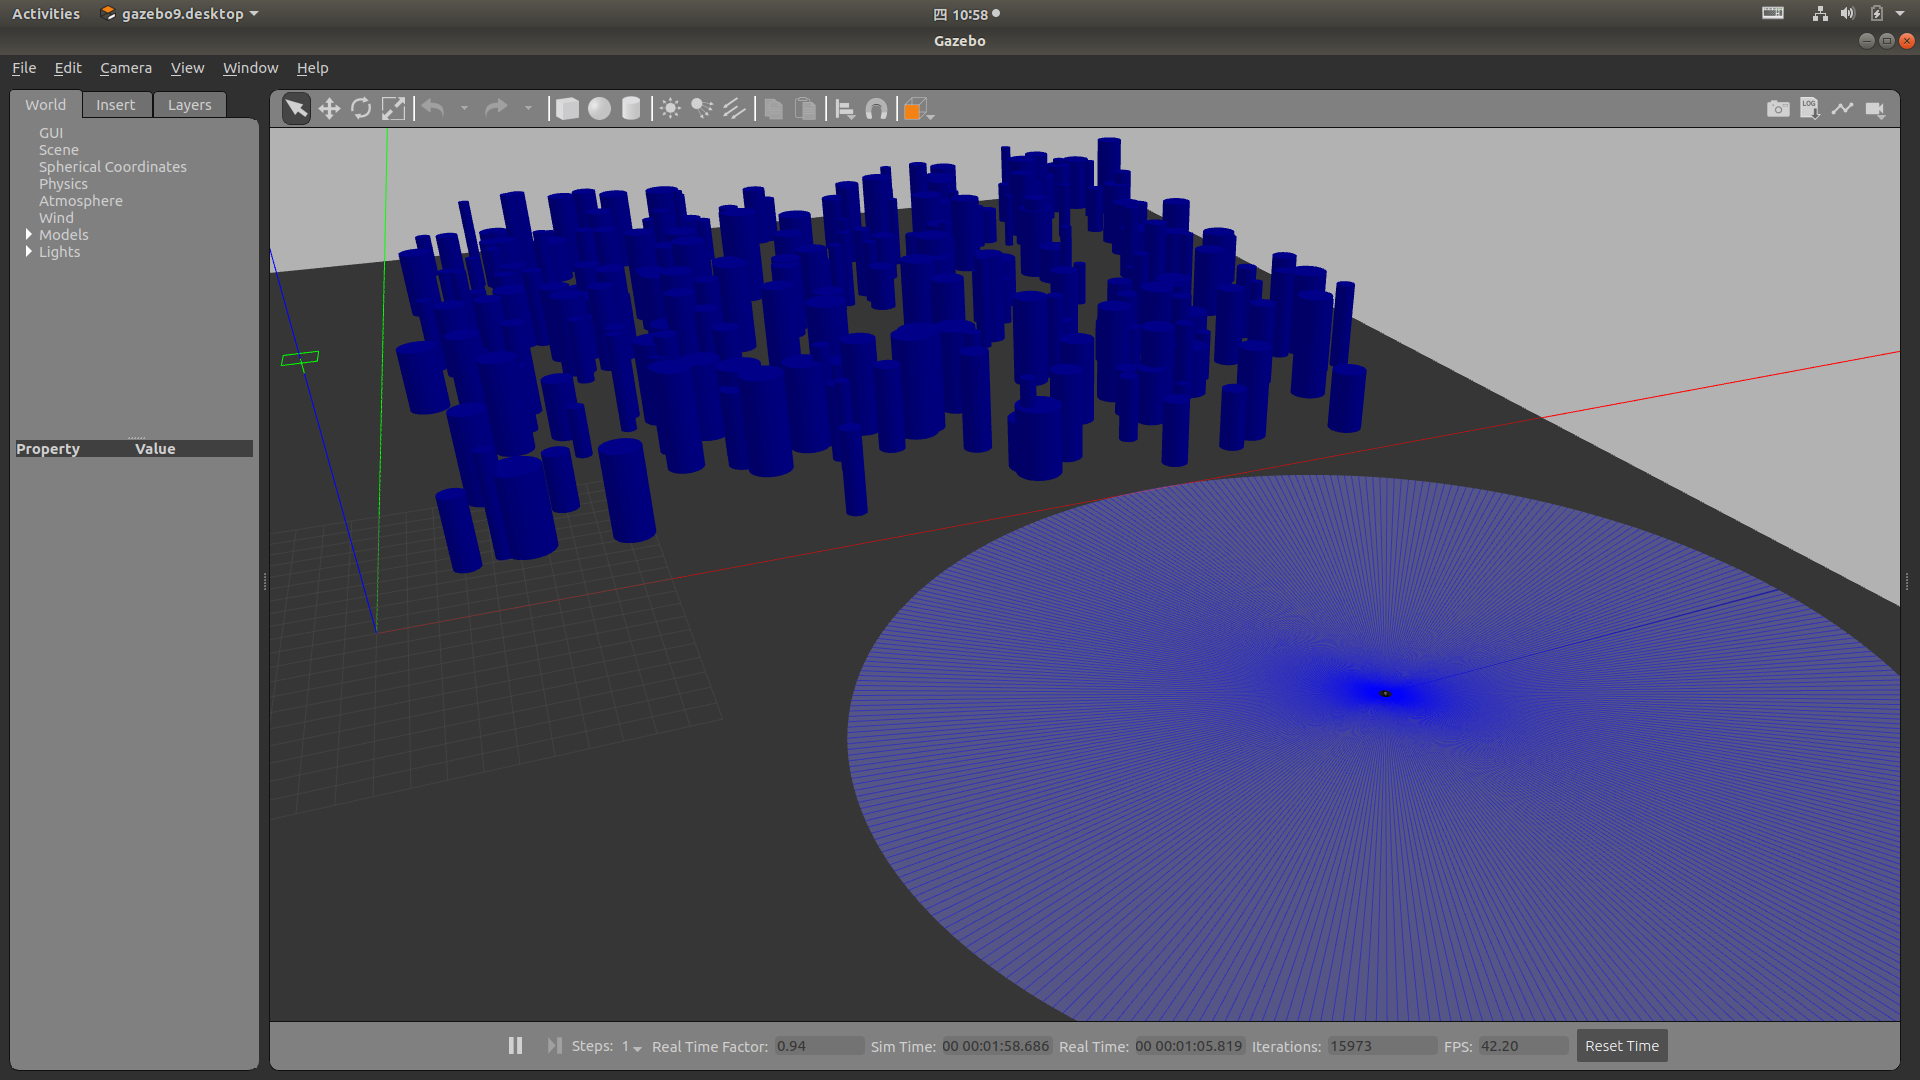 Activities gazebo9.desktop 四 10:58
Gazebo
File Edit Camera View Window Help
World Insert Layers
LOG
GUI
Scene
Spherical Coordinates
Physics
Atmosphere
Wind
Models
Lights
Property Value
Steps: 1 Real Time Factor: 0.94 Sim Time: 00 00:01:58.686 Real Time: 00 00:01:05.819 Iterations: 15973 FPS: 42.20 Reset Time